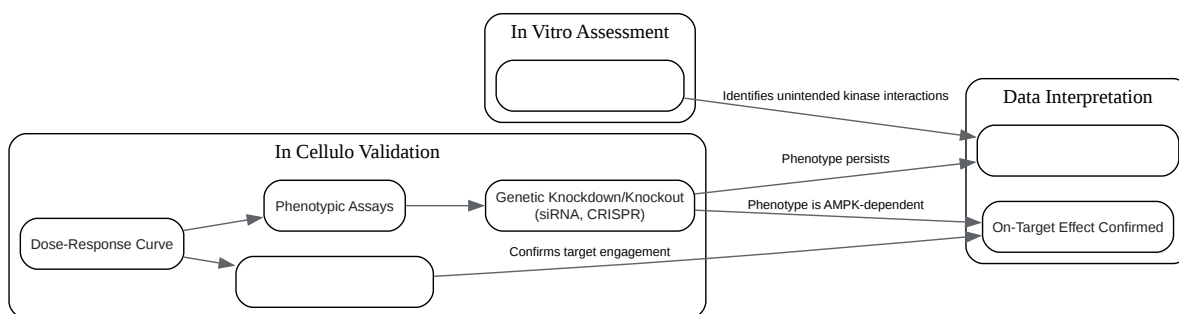 In Vitro Assessment
Identifies unintended kinase interactions
Data Interpretation
In Cellulo Validation
Phenotype persists
Phenotypic Assays
Genetic Knockdown/Knockout
(siRNA, CRISPR)
Phenotype is AMPK-dependent
Dose-Response Curve
On-Target Effect Confirmed
Confirms target engagement